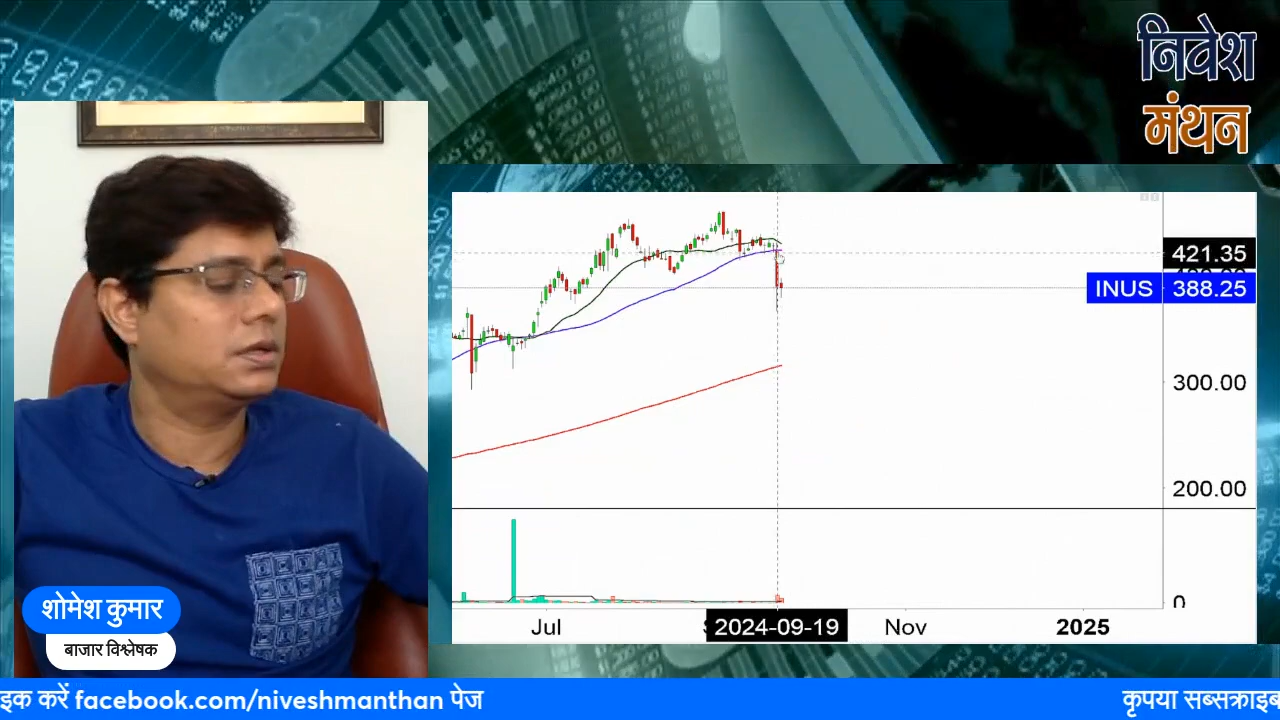 निवेश
मंथन
421.35
INUS 388.25
300.00
200.00
0
Jul
2024-09-19
Nov
2025
शोमेश कुमार
बाजार विश्लेषक
इक करें facebook.com/niveshmanthan पेज
कृपया सब्सक्राइब